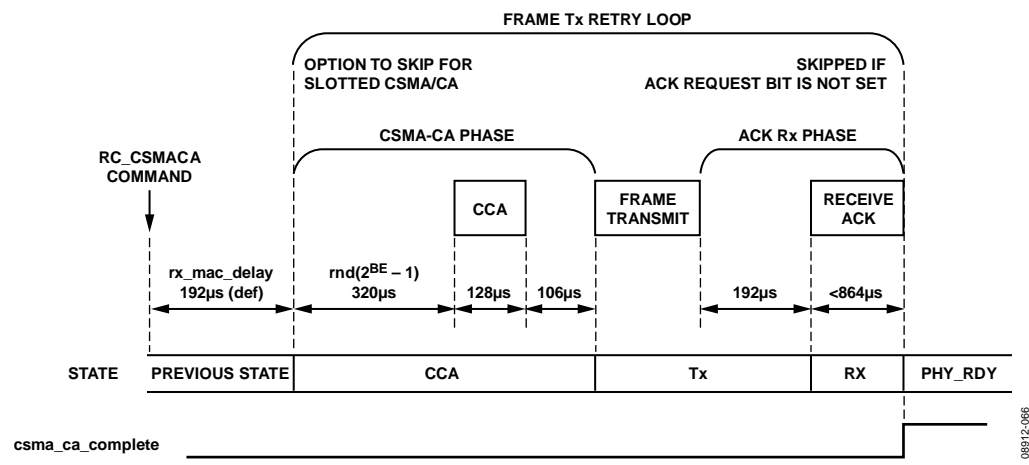 FRAME Tx RETRY LOOP
OPTION TO SKIP FOR
SLOTTED CSMA/CA
SKIPPED IF
ACK REQUEST BIT IS NOT SET
CSMA-CA PHASE
ACK Rx PHASE
RC_CSMACA
COMMAND
CCA
FRAME
TRANSMIT
RECEIVE
ACK
rx_mac_delay
192µs (def)
rnd(2^BE – 1)
320µs
128µs
106µs
192µs
<864µs
STATE
PREVIOUS STATE
CCA
Tx
RX
PHY_RDY
csma_ca_complete
08912-066